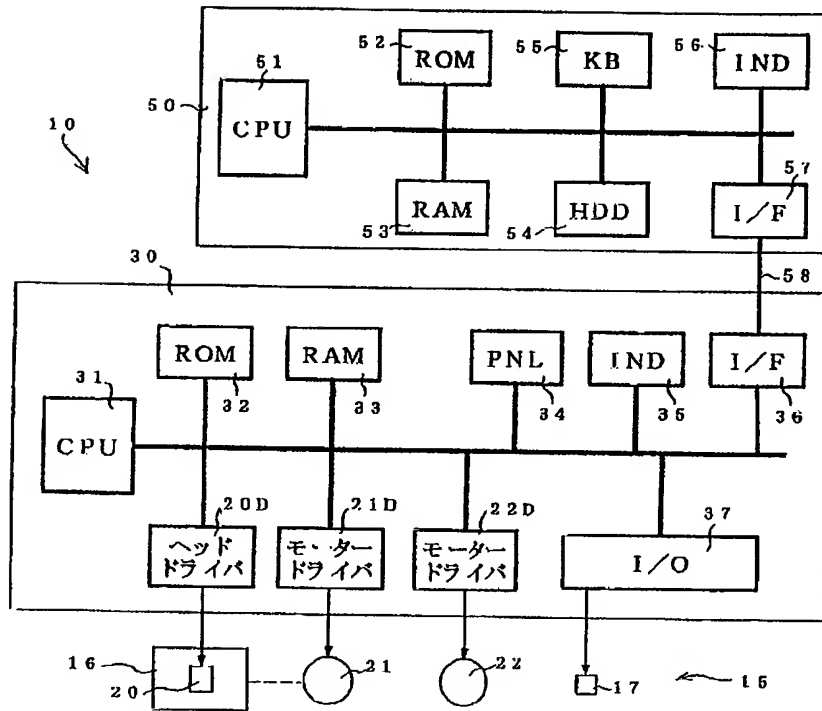 10
50
51
CPU
52
ROM
55
KB
56
IND
RAM
53
HDD
54
I/F
57
58
30
31
CPU
ROM
32
RAM
33
PNL
34
IND
35
I/F
36
20D
ヘッド
ドライバ
21D
モーター
ドライバ
22D
モーター
ドライバ
37
I/O
16
20
21
22
17
15